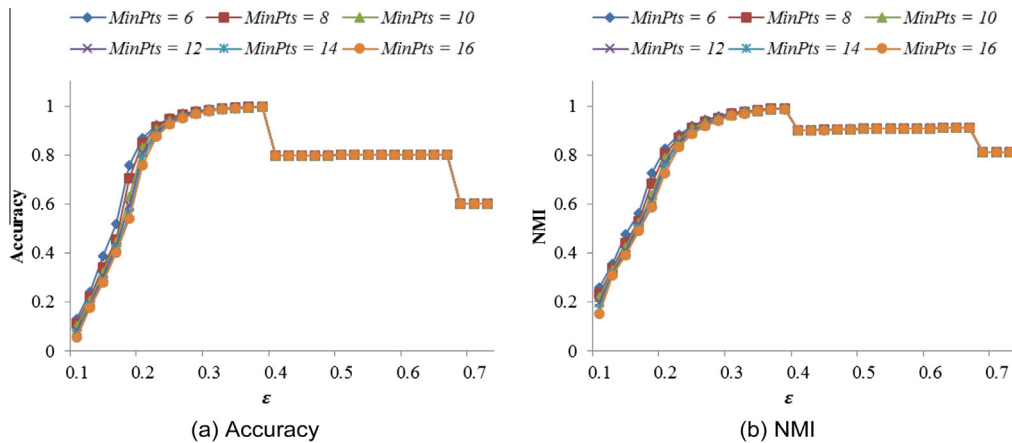 MinPts = 6 MinPts = 8 MinPts = 10
MinPts = 12 MinPts = 14 MinPts = 16
1
0.8
0.6
0.4
0.2
0
Accuracy
0.1 0.2 0.3 0.4 0.5 0.6 0.7
ε
(a) Accuracy
MinPts = 6 MinPts = 8 MinPts = 10
MinPts = 12 MinPts = 14 MinPts = 16
1
0.8
0.6
0.4
0.2
0
NMI
0.1 0.2 0.3 0.4 0.5 0.6 0.7
ε
(b) NMI